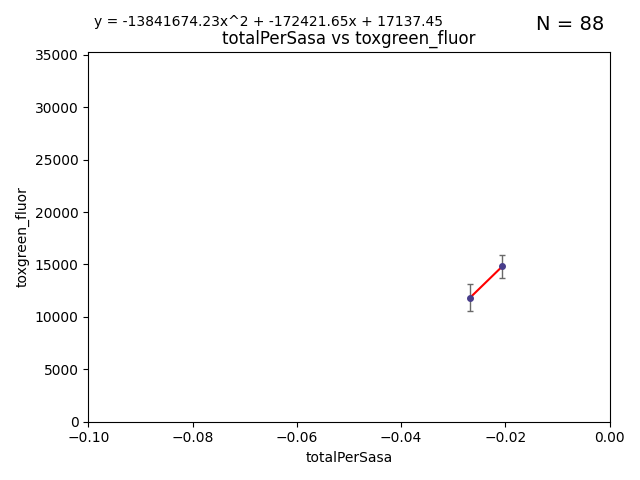 y = -13841674.23x^2 + -172421.65x + 17137.45
N = 88
totalPerSasa vs toxgreen_fluor
35000
30000
25000
20000
15000
10000
5000
0
toxgreen_fluor
−0.10 −0.08 −0.06 −0.04 −0.02 0.00
totalPerSasa